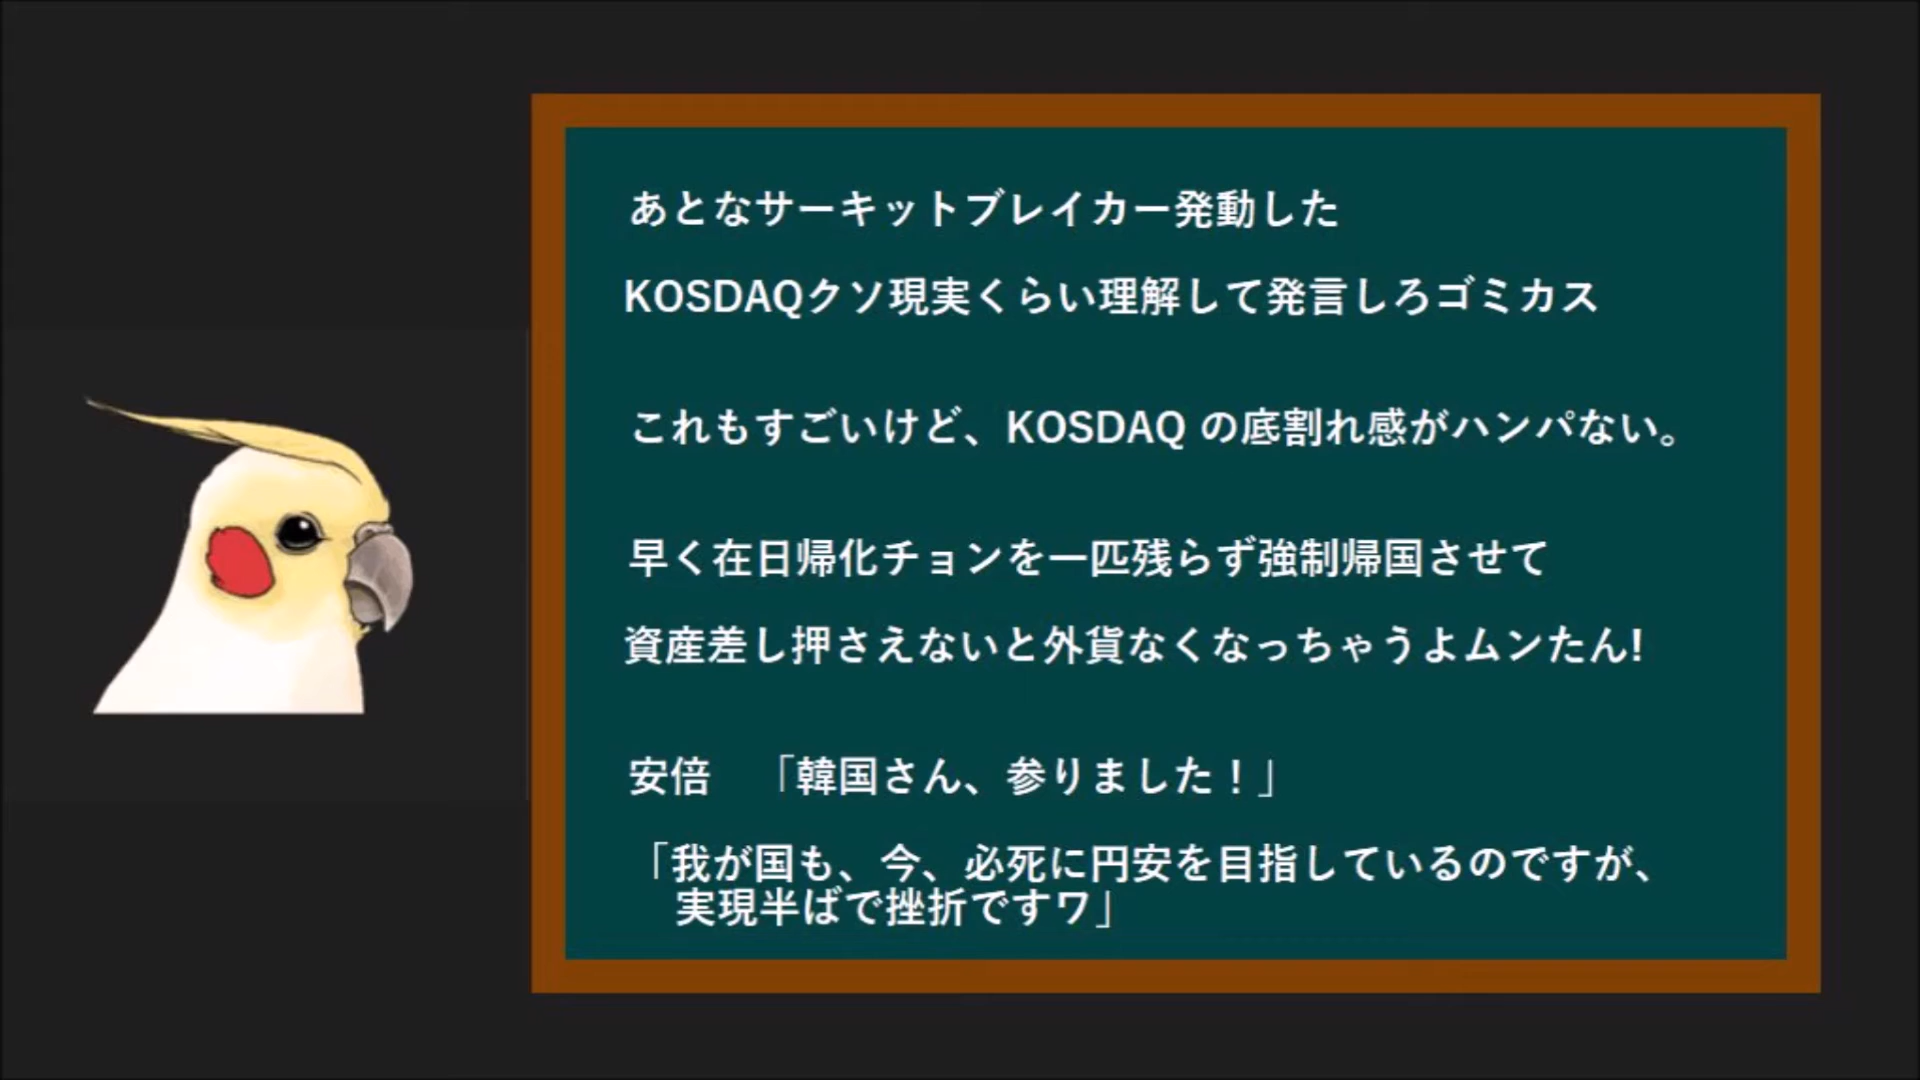 あとなサーキットブレイカー発動した
KOSDAQクソ現実くらい理解して発言しろゴミカス
これもすごいけど、KOSDAQ の底割れ感がハンパない。
早く在日帰化チョンを一匹残らず強制帰国させて
資産差し押さえないと外貨なくなっちゃうよムンたん!
安倍　「韓国さん、参りました！」
「我が国も、今、必死に円安を目指しているのですが、
実現半ばで挫折ですワ」